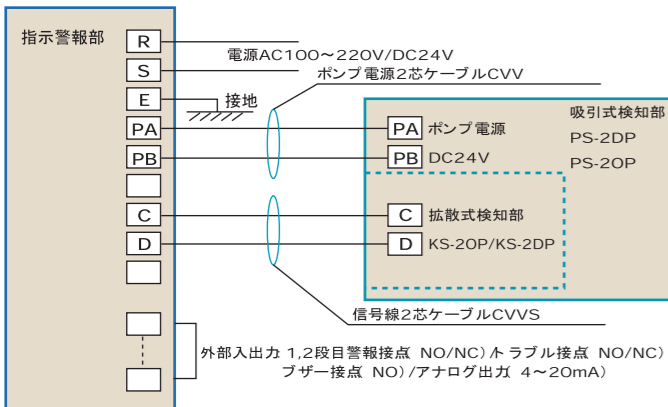 指示警報部
R
S
E
PA
PB
C
D
電源AC100～220V/DC24V
ポンプ電源2芯ケーブルCVV
接地
吸引式検知部
PS-2DP
PS-2OP
PA ポンプ電源
PB DC24V
C 拡散式検知部
D KS-2OP/KS-2DP
信号線2芯ケーブルCVVS
外部入出力 1,2段目警報接点( NO/NC)/トラブル接点( NO/NC)
ブザー接点( NO)/アナログ出力( 4～20mA)